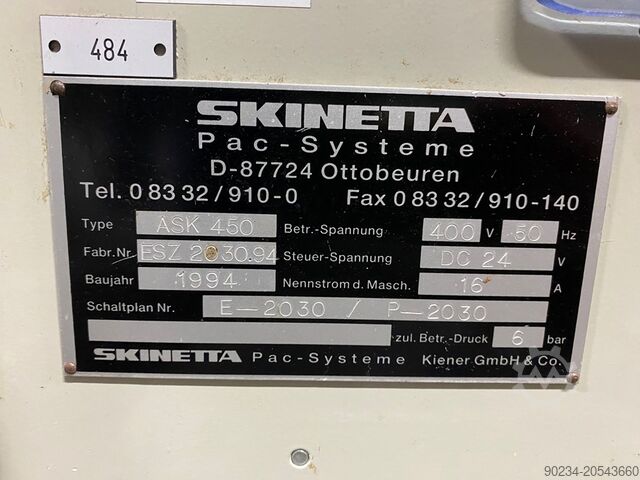 484
SKINETTA
Pac-Systeme
D-87724 Ottobeuren
Tel. 0 83 32/910-0 Fax 0 83 32/910-140
Type ASK 450 Betr.-Spannung 400 V 50 Hz
Fabr.Nr. ESZ 2030.94 Steuer-Spannung DC 24 V
Baujahr 1994 Nennstrom d. Masch. 16 A
Schaltplan Nr. E-2030 / P-2030
zul. Betr.-Druck 6 bar
SKINETTA Pac-Systeme Kiener GmbH & Co.
90234-20543660